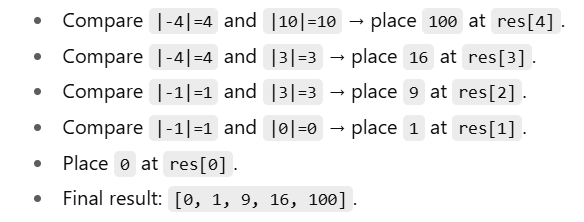 • Compare |-4|=4 and |10|=10 → place 100 at res[4].
• Compare |-4|=4 and |3|=3 → place 16 at res[3].
• Compare |-1|=1 and |3|=3 → place 9 at res[2].
• Compare |-1|=1 and |0|=0 → place 1 at res[1].
• Place 0 at res[0].
• Final result: [0, 1, 9, 16, 100].